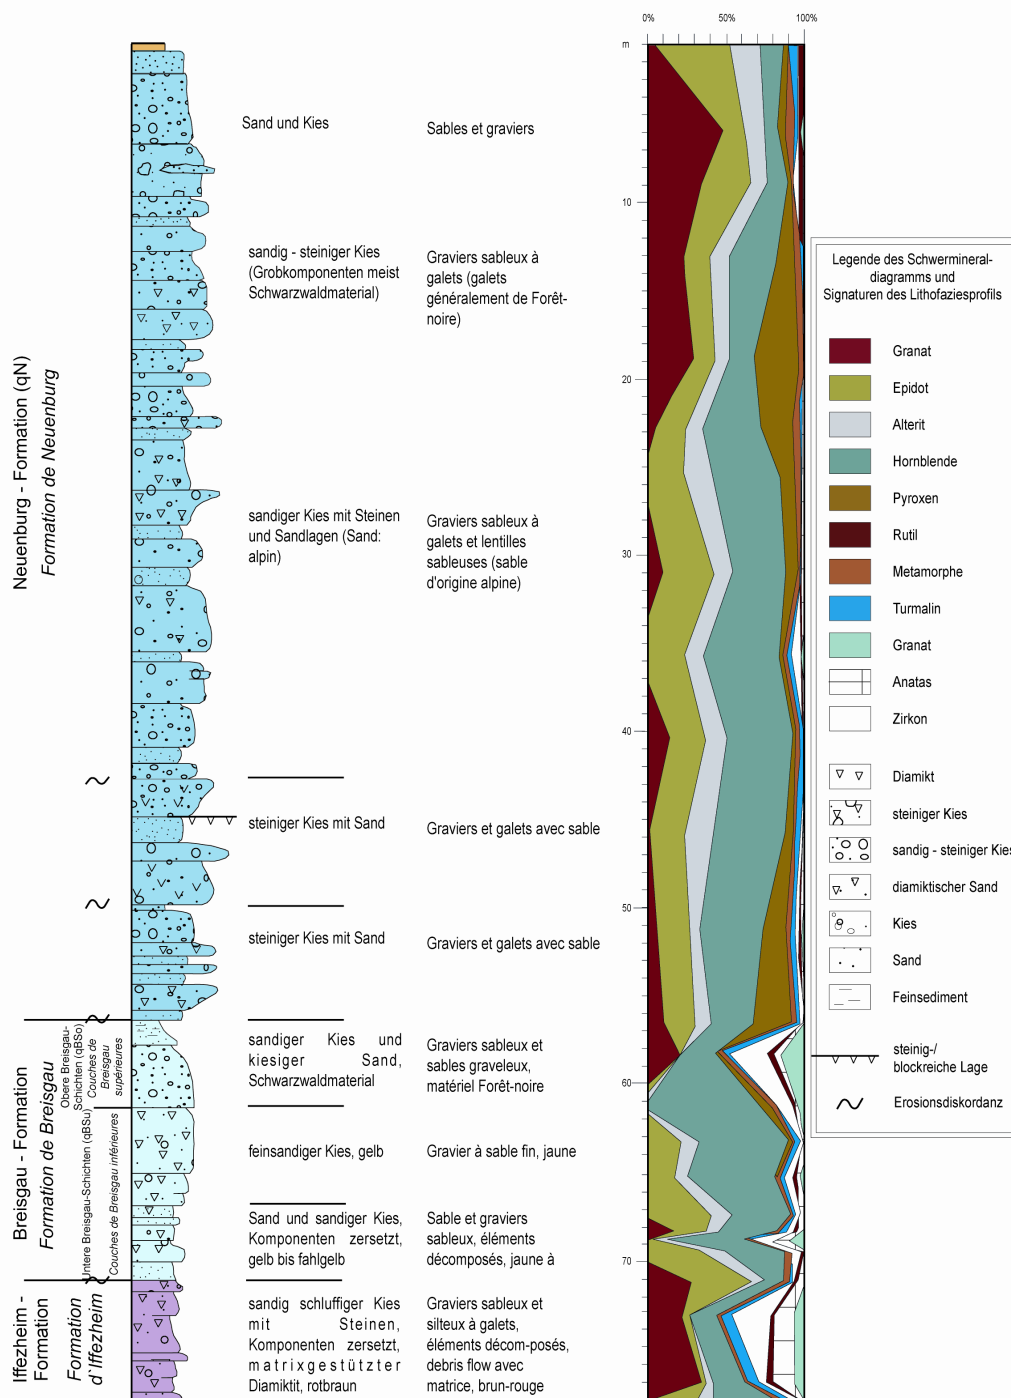 0%
50%
100%
m
10
20
30
40
50
60
70
Neuenburg - Formation (qN)
Formation de Neuenburg
Breisgau - Formation
Formation de Breisgau
Obere Breisgau-
Schichten (qBSo)
Couches de
Breisgau
supérieures
Untere Breisgau-Schichten (qBSu)
Couches de Breisgau inférieures
Iffezheim -
Formation
Formation
d`Iffezheim
Sand und Kies
Sables et graviers
sandig - steiniger Kies
(Grobkomponenten meist
Schwarzwaldmaterial)
Graviers sableux à
galets (galets
généralement de Forêt-
noire)
sandiger Kies mit Steinen
und Sandlagen (Sand:
alpin)
Graviers sableux à
galets et lentilles
sableuses (sable
d'origine alpine)
steiniger Kies mit Sand
Graviers et galets avec sable
steiniger Kies mit Sand
Graviers et galets avec sable
sandiger Kies und
kiesiger Sand,
Schwarzwaldmaterial
Graviers sableux et
sables graveleux,
matériel Forêt-noire
feinsandiger Kies, gelb
Gravier à sable fin, jaune
Sand und sandiger Kies,
Komponenten zersetzt,
gelb bis fahlgelb
Sable et graviers
sableux, éléments
décomposés, jaune à
sandig schluffiger Kies
mit Steinen,
Komponenten zersetzt,
matrixgestützter
Diamiktit, rotbraun
Graviers sableux et
silteux à galets,
éléments décom-posés,
debris flow avec
matrice, brun-rouge
Legende des Schwermineral-
diagramms und
Signaturen des Lithofaziesprofils
Granat
Epidot
Alterit
Hornblende
Pyroxen
Rutil
Metamorphe
Turmalin
Granat
Anatas
Zirkon
Diamikt
steiniger Kies
sandig - steiniger Kies
diamiktischer Sand
Kies
Sand
Feinsediment
steinig-/
blockreiche Lage
Erosionsdiskordanz